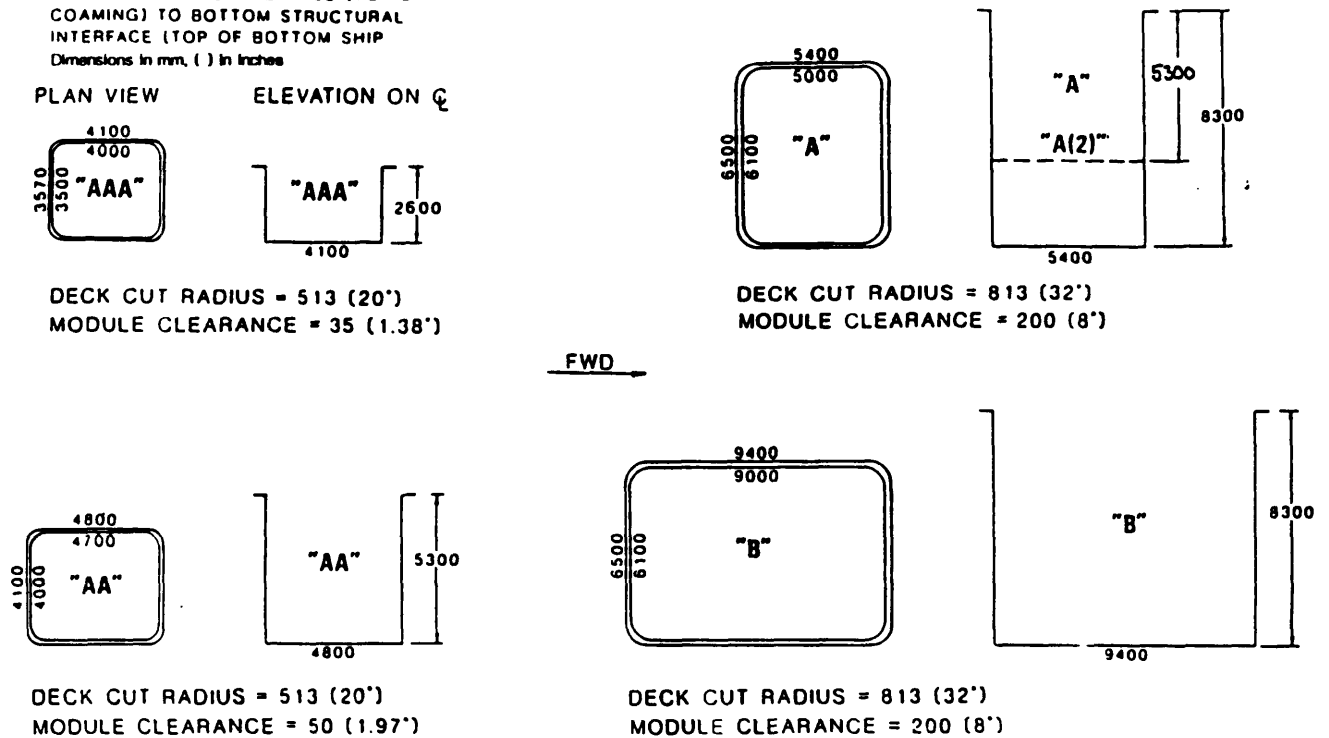 COAMING) TO BOTTOM STRUCTURAL
INTERFACE (TOP OF BOTTOM SHIP
Dimensions in mm, ( ) in inches
PLAN VIEW
ELEVATION ON ℄
4100
4000
3570
3500
"AAA"
"AAA"
2600
4100
DECK CUT RADIUS = 513 (20")
MODULE CLEARANCE = 35 (1.38")
5400
5000
6500
6100
"A"
"A"
"A(2)"
5300
8300
5400
DECK CUT RADIUS = 813 (32")
MODULE CLEARANCE = 200 (8")
FWD
4800
4700
4100
4000
"AA"
"AA"
5300
4800
DECK CUT RADIUS = 513 (20")
MODULE CLEARANCE = 50 (1.97")
9400
9000
6500
6100
"B"
"B"
8300
9400
DECK CUT RADIUS = 813 (32")
MODULE CLEARANCE = 200 (8")